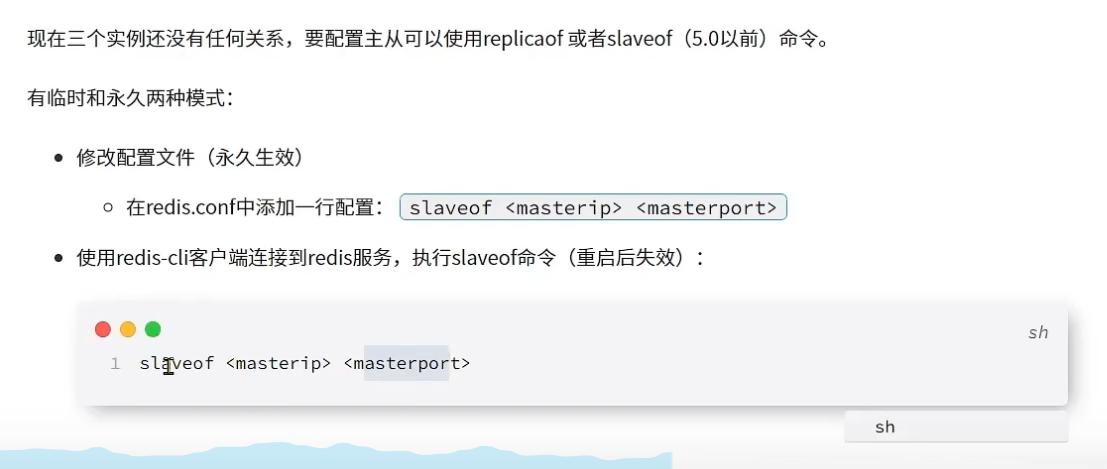 现在三个实例还没有任何关系，要配置主从可以使用replicaof 或者slaveof（5.0以前）命令。
有临时和永久两种模式：
修改配置文件（永久生效）
在redis.conf中添加一行配置： slaveof <masterip> <masterport>
使用redis-cli客户端连接到redis服务，执行slaveof命令（重启后失效）：
sh
1 slaveof <masterip> <masterport>
sh